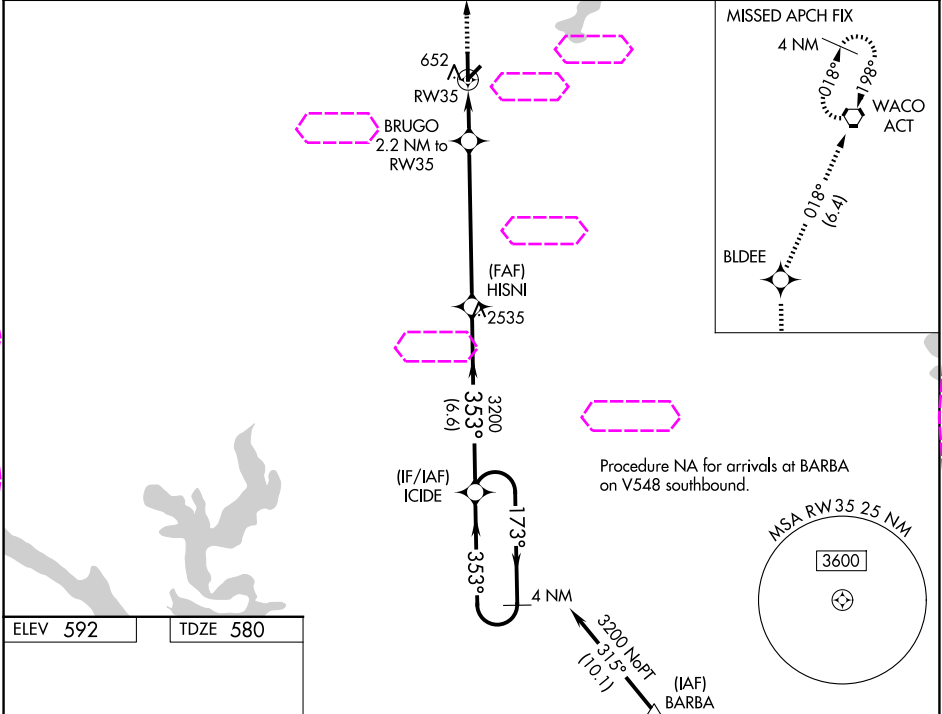 MISSED APCH FIX
4 NM
018°
198°
WACO
ACT
018°
(6.4)
BLDEE
652
RW35
BRUGO
2.2 NM to
RW35
(FAF)
HISNI
2535
3200
353°
(6.6)
(IF/IAF)
ICIDE
173°
353°
4 NM
Procedure NA for arrivals at BARBA
on V548 southbound.
MSA RW35 25 NM
3600
3200 NoPT
315°
(10.1)
(IAF)
BARBA
ELEV 592
TDZE 580